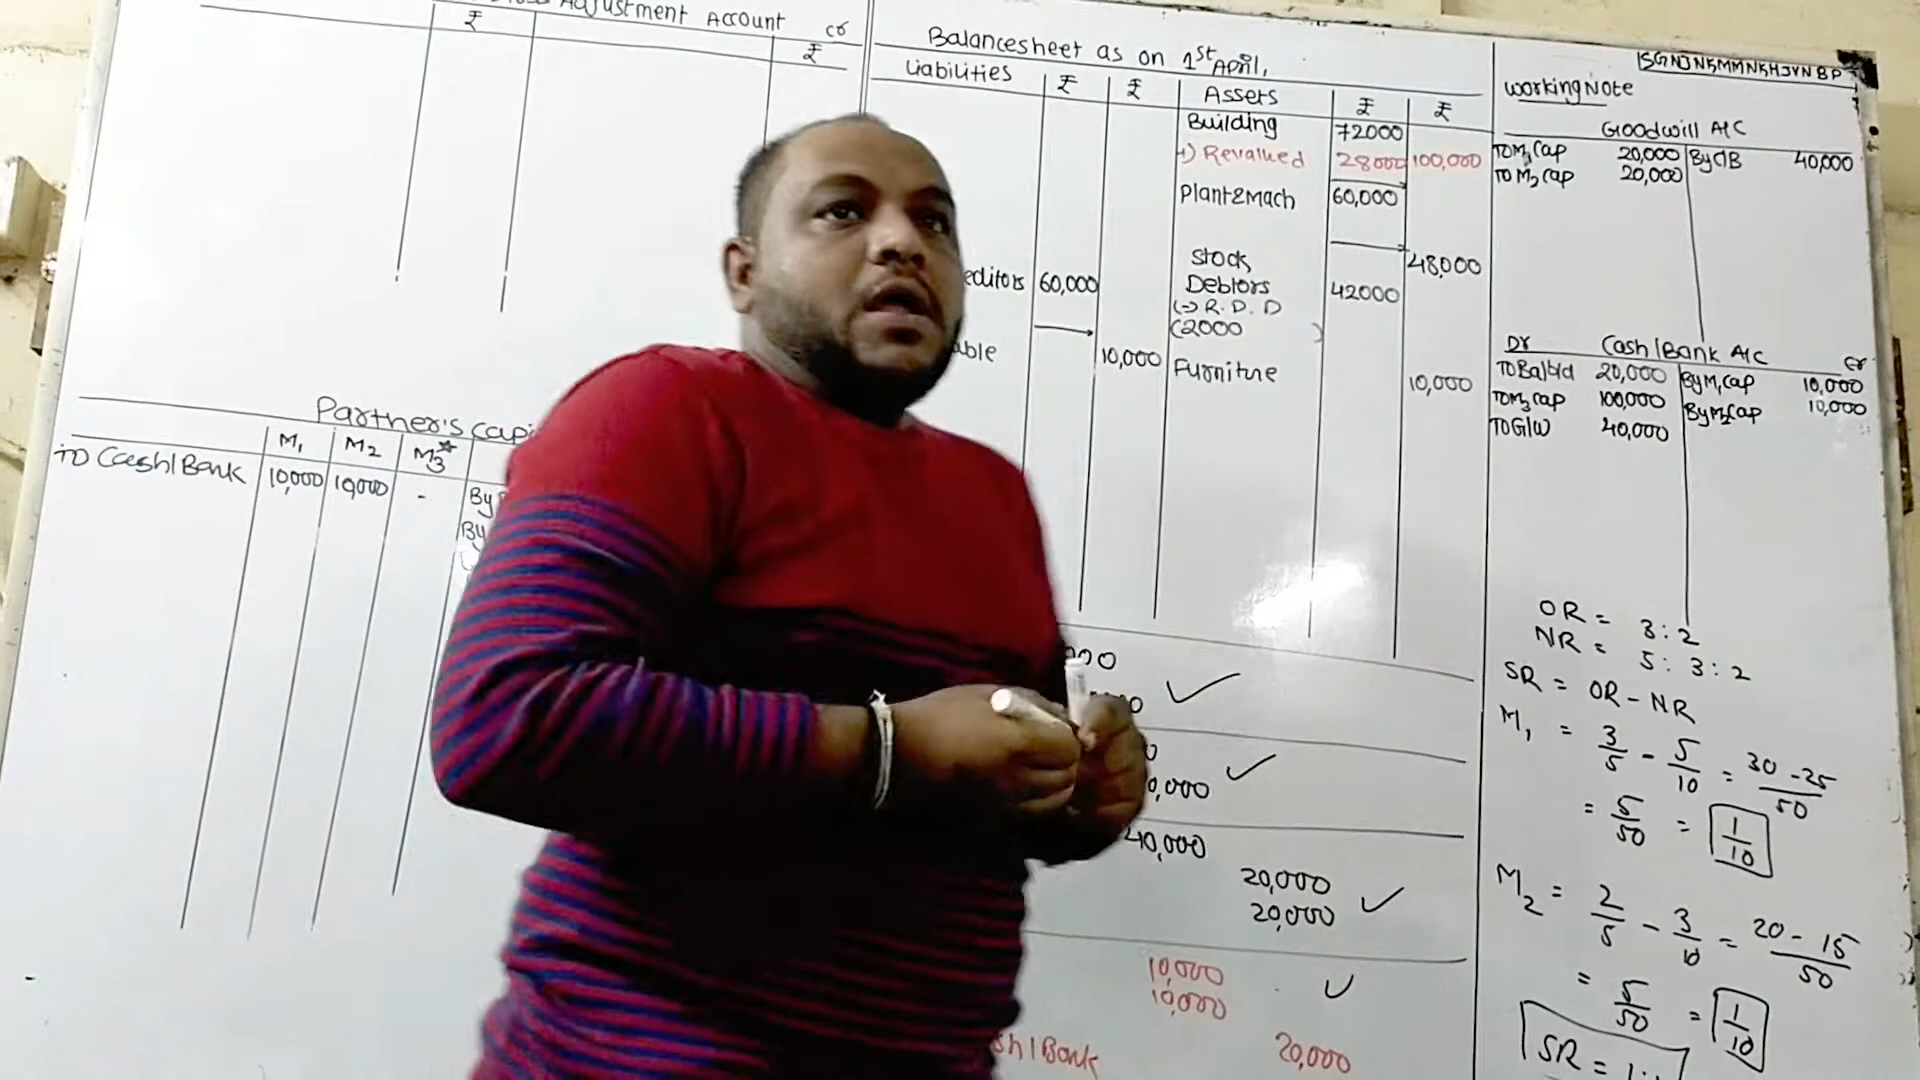 Adjustment Account cr
₹ ₹
Partner's capi
M1 M2 M3*
TO Cash/Bank 10,000 10,000 -
By
By
Balancesheet as on 1st April,
Liabilities ₹ ₹ Assets ₹ ₹
Building 72000
+) Revalued 28000 100,000
Plant&Mach 60,000
Stock 48,000
editors 60,000 Debtors 42000
(-) R.D.D
(2000 )
able 10,000 Furniture 10,000
40,000
20,000
20,000
10,000
10,000
sh/Bank 20,000
SGNJNKMMNKHJVNBP
Working Note
Goodwill A/C
TO M1 Cap 20,000 By C/B 40,000
TO M2 Cap 20,000
Dr Cash/Bank A/C Cr
TO Bal b/d 20,000 By M1 Cap 10,000
TO M3 Cap 100,000 By M2 Cap 10,000
TO G/W 40,000
OR = 3:2
NR = 5:3:2
SR = OR - NR
M1 = 3/5 - 5/10 = 30 - 25/50
= 5/50 = 1/10
M2 = 2/5 - 3/10 = 20 - 15/50
= 5/50 = 1/10
SR = 1: